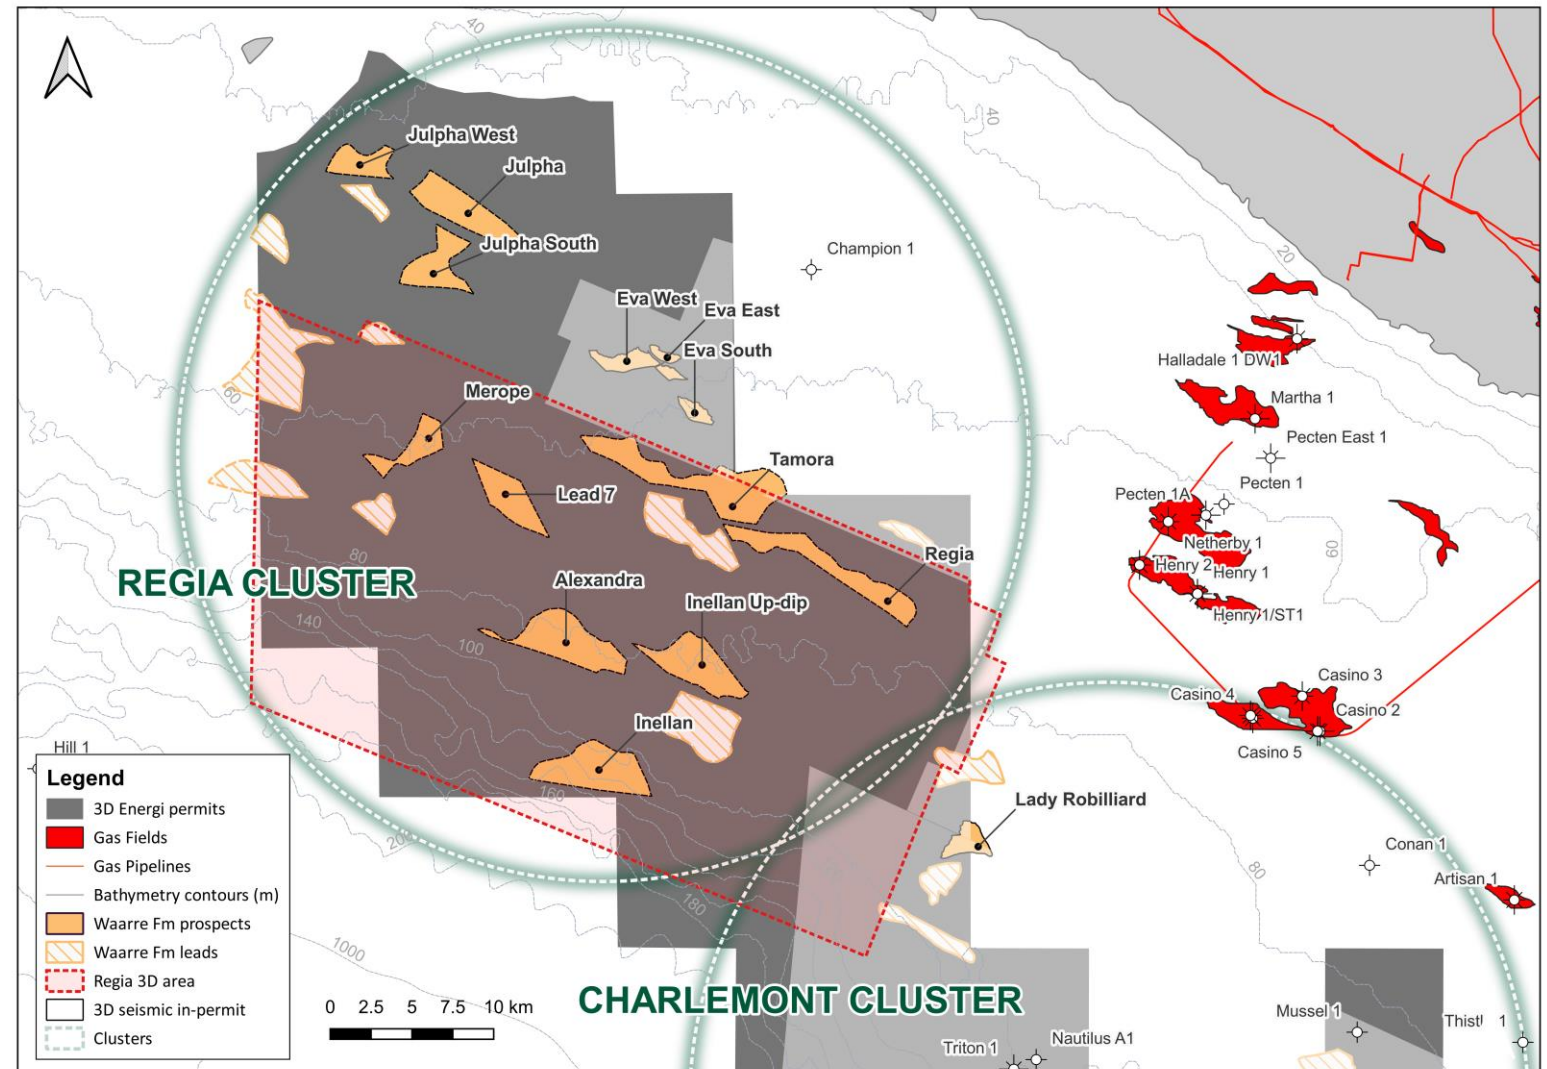 40
40
Julpha West
Julpha
Julpha South
Champion 1
20
Eva West
Eva East
Eva South
Halladale 1 DW1
Merope
60
Martha 1
Pecten East 1
Tamora
Pecten 1
Lead 7
Pecten 1A
Netherby 1
60
80
Regia
REGIA CLUSTER
Alexandra
Henry 2
Henry 1
Inellan Up-dip
Henry 1/ST1
140
100
Casino 3
Casino 4
Casino 2
Inellan
Casino 5
Hill 1
160
Lady Robilliard
200
Conan 1
80
Artisan 1
180
1000
CHARLEMONT CLUSTER
Mussel 1
Nautilus A1
Triton 1
Legend
3D Energi permits
Gas Fields
Gas Pipelines
Bathymetry contours (m)
Waarre Fm prospects
Waarre Fm leads
Regia 3D area
3D seismic in-permit
Clusters
0 2.5 5 7.5 10 km